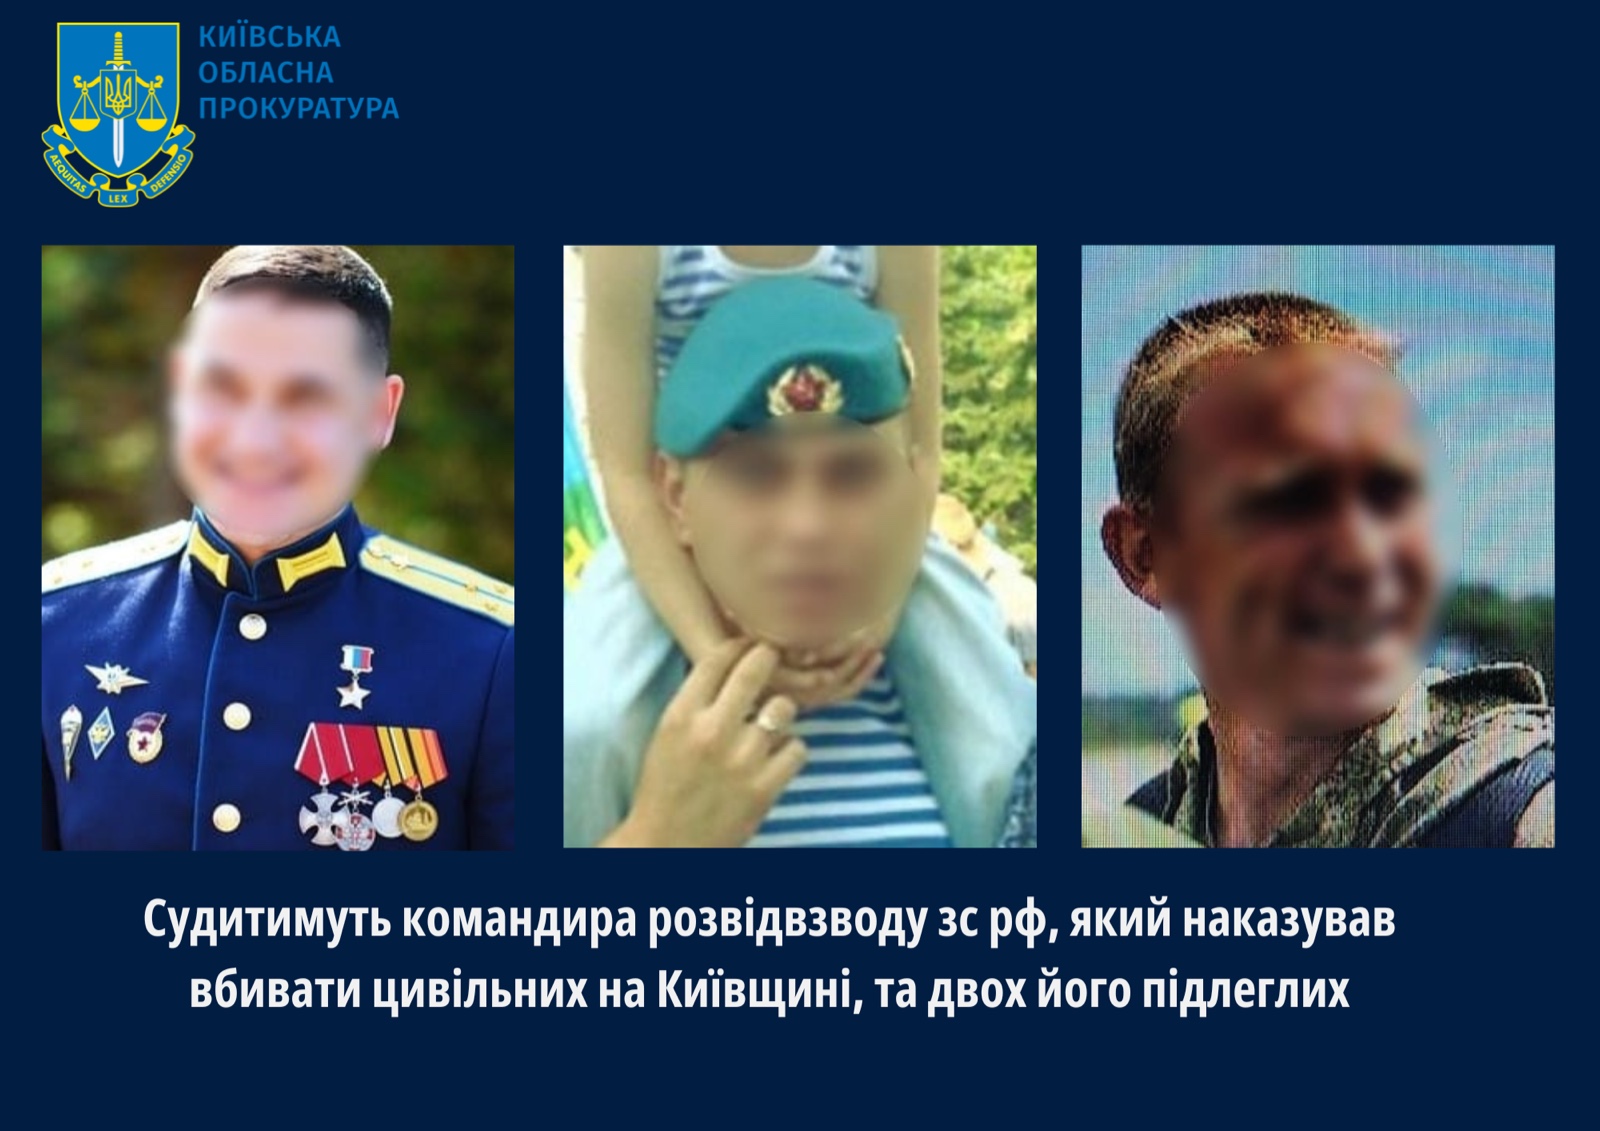 КИЇВСЬКА
ОБЛАСНА
ПРОКУРАТУРА
AEQUITAS LEX DEFENSIO
Судитимуть командира розвідвзводу зс рф, який наказував
вбивати цивільних на Київщині, та двох його підлеглих